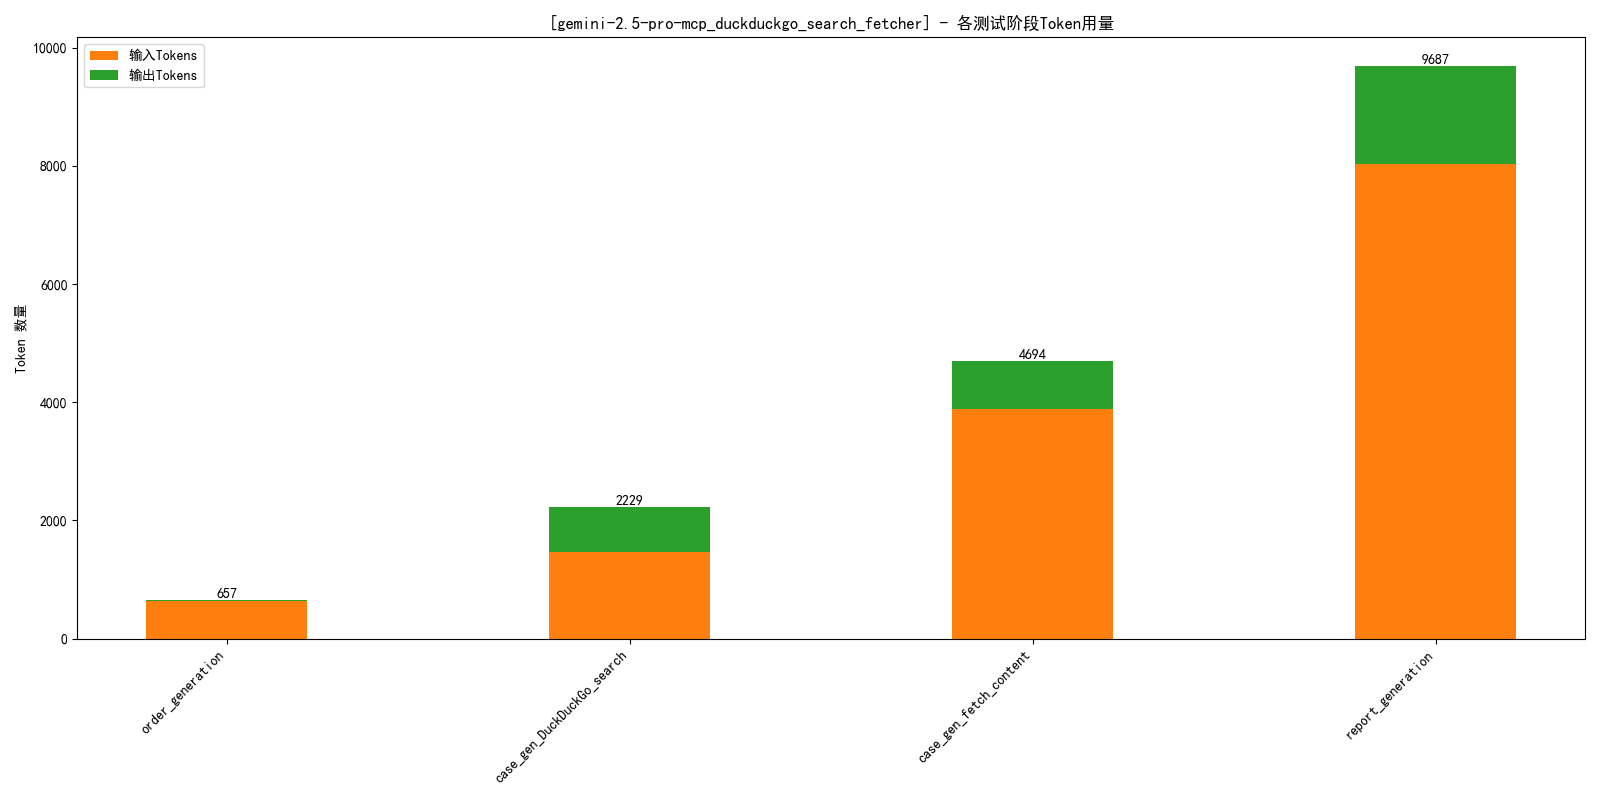 [gemini-2.5-pro-mcp_duckduckgo_search_fetcher] - 各测试阶段Token用量
输入Tokens
输出Tokens
Token 数量
10000
8000
6000
4000
2000
0
657
2229
4694
9687
order_generation
case_gen_DuckDuckGo_search
case_gen_fetch_content
report_generation